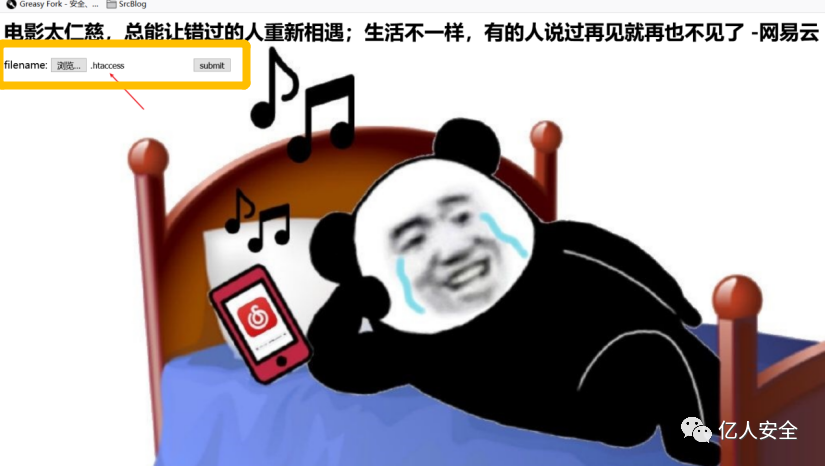 Greasy Fork - 安全、... SrcBlog
电影太仁慈，总能让错过的人重新相遇；生活不一样，有的人说过再见就再也不见了 -网易云
filename: 浏览... .htaccess submit
亿人安全